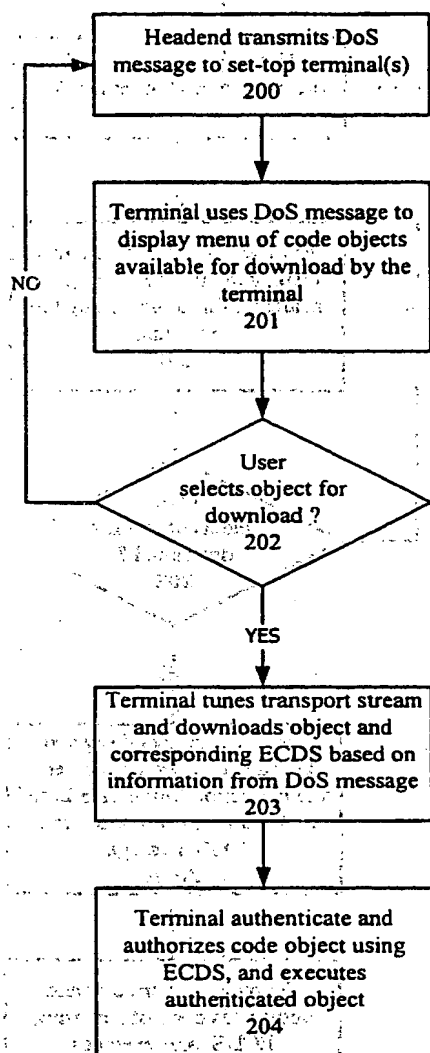 Headend transmits DoS
message to set-top terminal(s)
200
Terminal uses DoS message to
display menu of code objects
available for download by the
terminal
201
NO
User
selects object for
download ?
202
YES
Terminal tunes transport stream
and downloads object and
corresponding ECDS based on
information from DoS message
203
Terminal authenticate and
authorizes code object using
ECDS, and executes
authenticated object
204